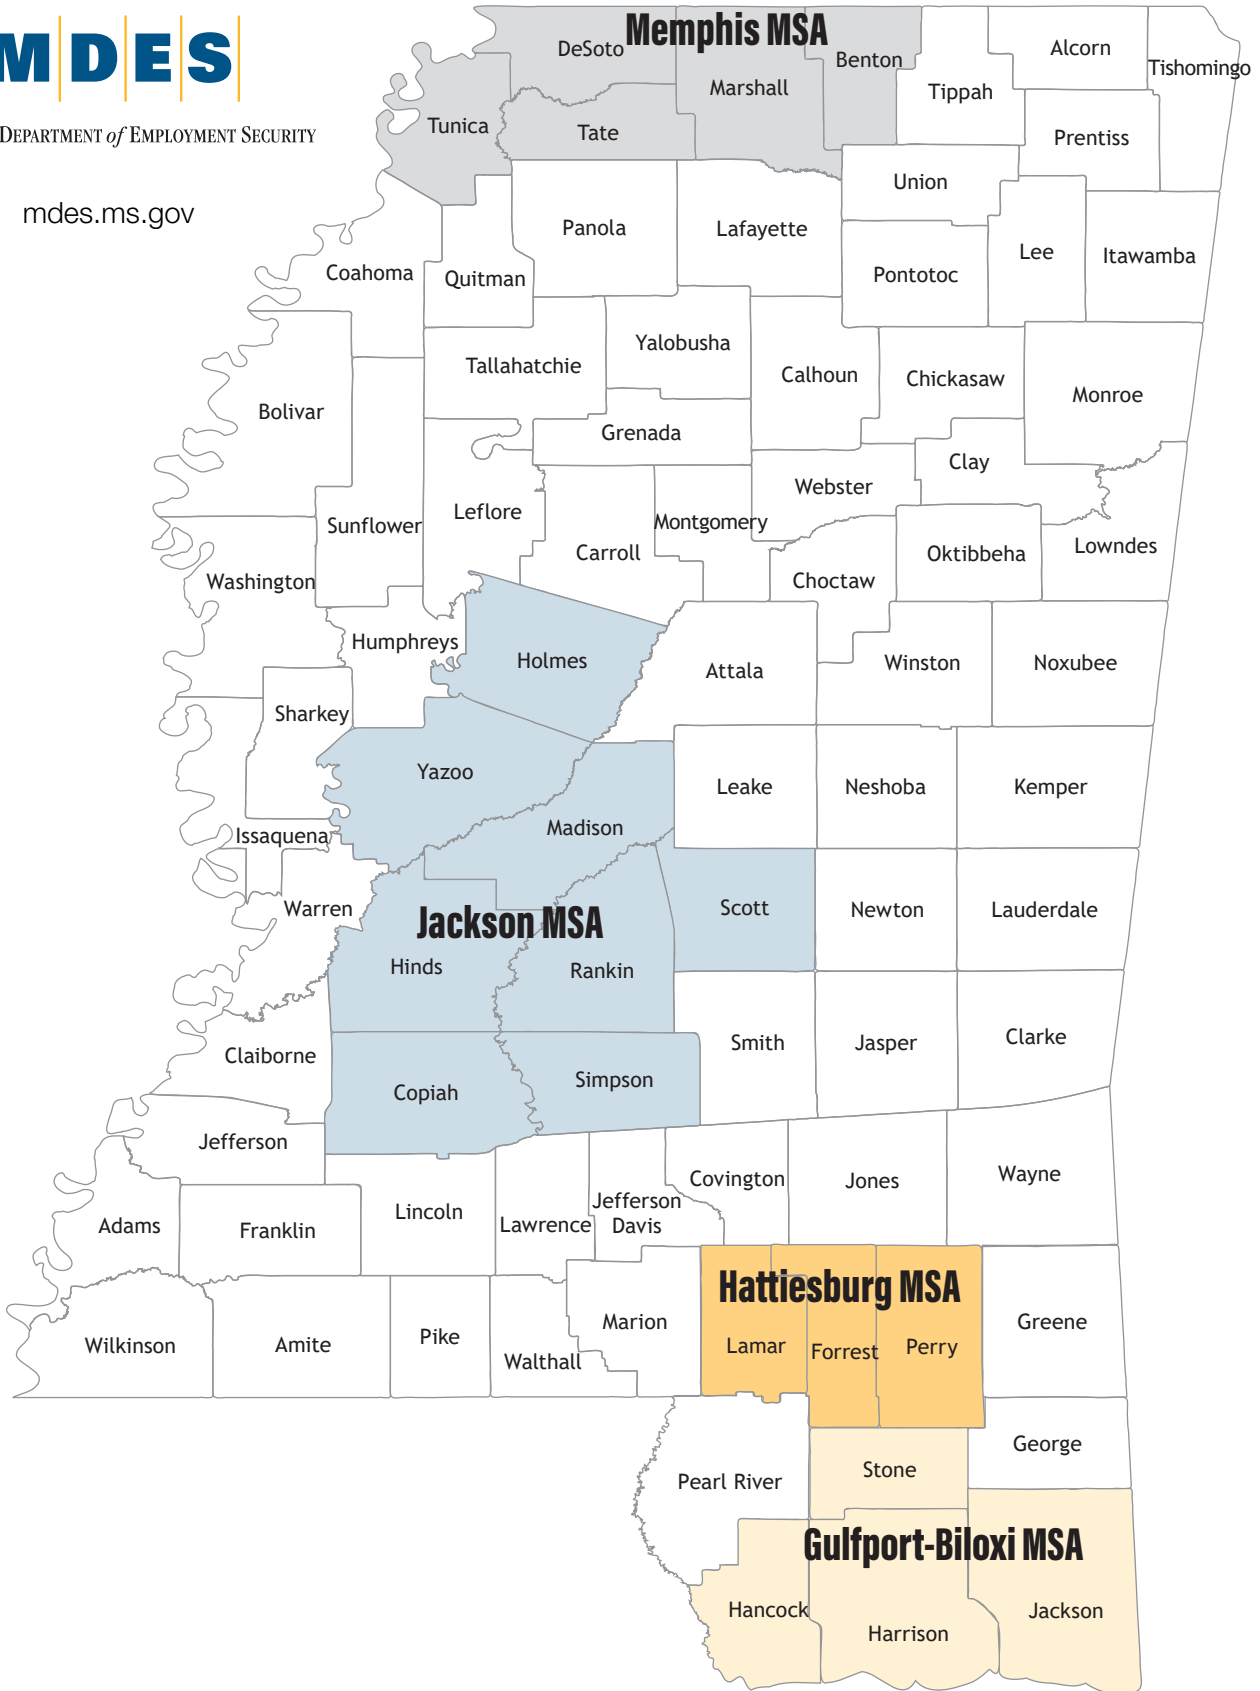 MDES
DEPARTMENT of EMPLOYMENT SECURITY
mdes.ms.gov
Memphis MSA
DeSoto
Benton
Marshall
Tunica
Tate
Alcorn
Tishomingo
Tippah
Prentiss
Union
Panola
Lafayette
Pontotoc
Lee
Itawamba
Coahoma
Quitman
Yalobusha
Tallahatchie
Calhoun
Chickasaw
Monroe
Bolivar
Grenada
Clay
Webster
Leflore
Montgomery
Sunflower
Carroll
Oktibbeha
Lowndes
Washington
Choctaw
Humphreys
Holmes
Attala
Winston
Noxubee
Sharkey
Yazoo
Leake
Neshoba
Kemper
Issaquena
Madison
Warren
Scott
Newton
Lauderdale
Jackson MSA
Hinds
Rankin
Smith
Jasper
Clarke
Claiborne
Copiah
Simpson
Jefferson
Covington
Jones
Wayne
Adams
Franklin
Lincoln
Lawrence
Jefferson
Davis
Hattiesburg MSA
Wilkinson
Amite
Pike
Walthall
Marion
Lamar
Forrest
Perry
Greene
Pearl River
Stone
George
Gulfport-Biloxi MSA
Hancock
Harrison
Jackson